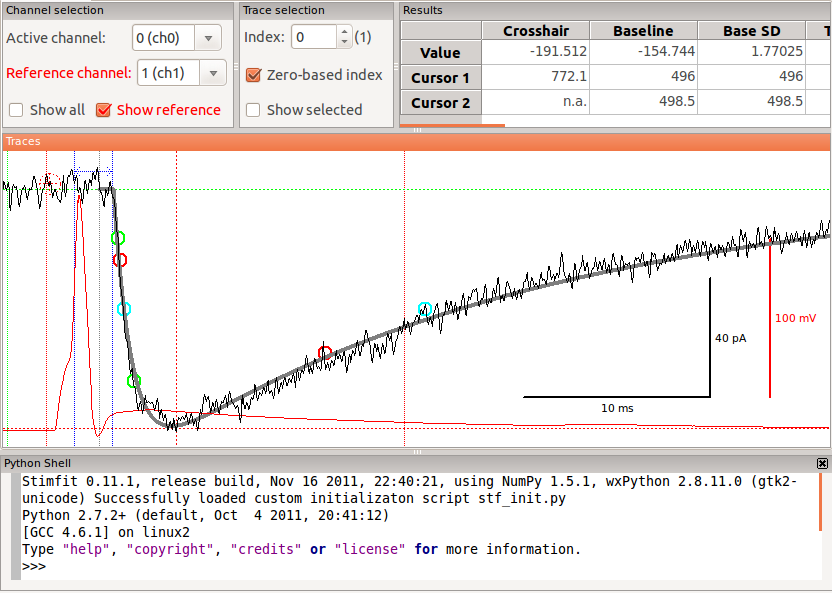 Channel selection
Active channel: 0 (ch0)
Reference channel: 1 (ch1)
Show all Show reference
Trace selection
Index: 0 (1)
Zero-based index
Show selected
Results
Crosshair Baseline Base SD
Value -191.512 -154.744 1.77025
Cursor 1 772.1 496 496
Cursor 2 n.a. 498.5 498.5
Traces
100 mV
40 pA
10 ms
Python Shell
Stimfit 0.11.1, release build, Nov 16 2011, 22:40:21, using NumPy 1.5.1, wxPython 2.8.11.0 (gtk2-
unicode) Successfully loaded custom initializaton script stf_init.py
Python 2.7.2+ (default, Oct  4 2011, 20:41:12)
[GCC 4.6.1] on linux2
Type "help", "copyright", "credits" or "license" for more information.
>>>